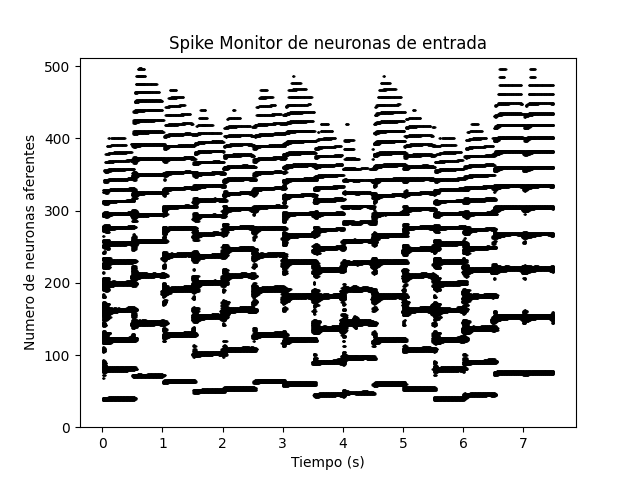 Spike Monitor de neuronas de entrada
Numero de neuronas aferentes
500
400
300
200
100
0
0 1 2 3 4 5 6 7
Tiempo (s)